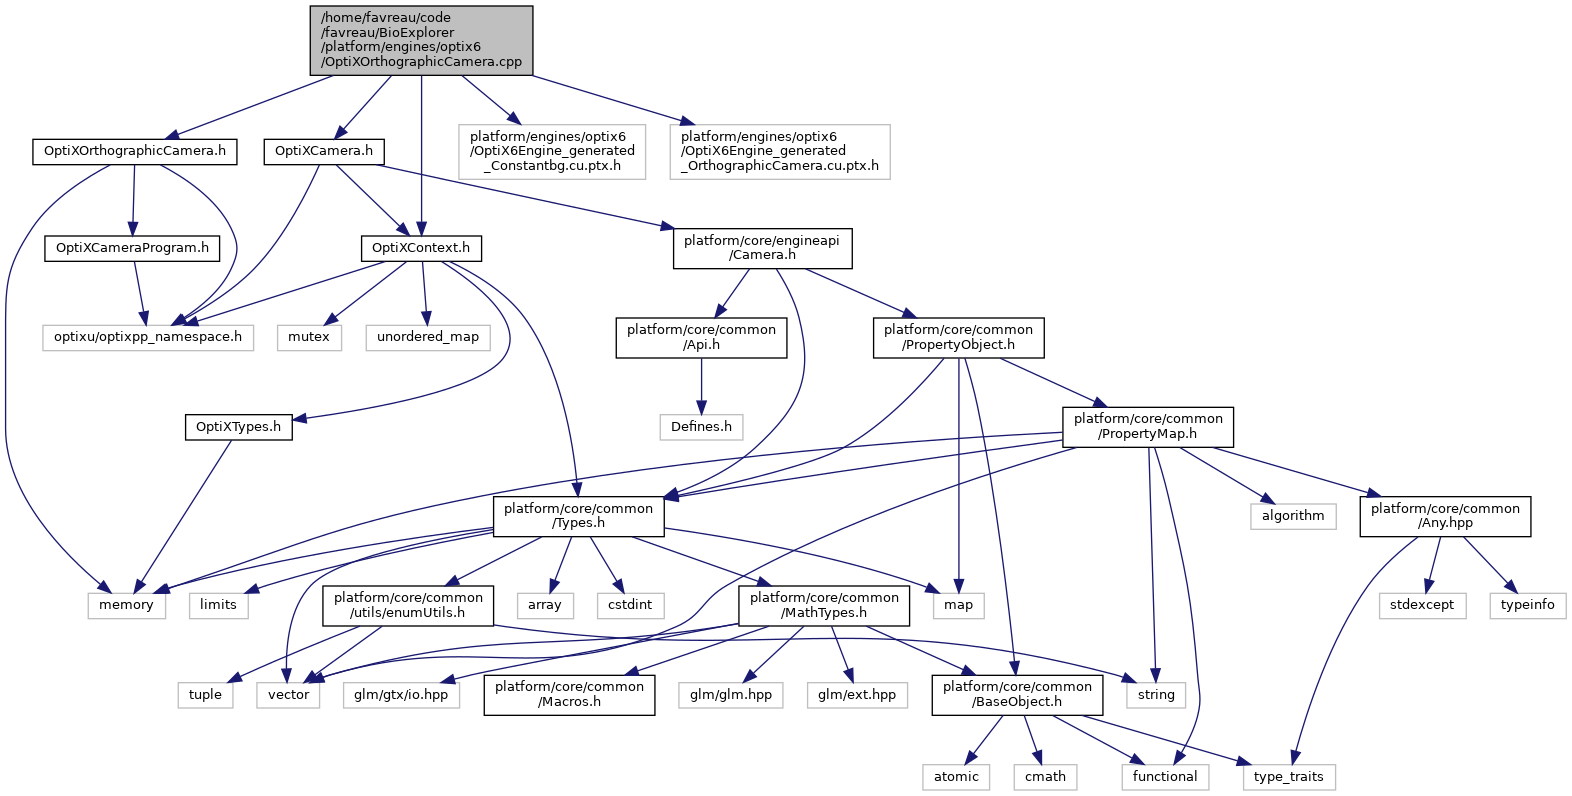 /home/favreau/code
/favreau/BioExplorer
/platform/engines/optix6
/OptiXOrthographicCamera.cpp
OptiXOrthographicCamera.h
OptiXCamera.h
platform/engines/optix6
/OptiX6Engine_generated
_Constantbg.cu.ptx.h
platform/engines/optix6
/OptiX6Engine_generated
_OrthographicCamera.cu.ptx.h
OptiXCameraProgram.h
OptiXContext.h
platform/core/engineapi
/Camera.h
optixu/optixpp_namespace.h
mutex
unordered_map
platform/core/common
/Api.h
platform/core/common
/PropertyObject.h
OptiXTypes.h
Defines.h
platform/core/common
/PropertyMap.h
platform/core/common
/Types.h
algorithm
platform/core/common
/Any.hpp
memory
limits
platform/core/common
/utils/enumUtils.h
array
cstdint
platform/core/common
/MathTypes.h
map
stdexcept
typeinfo
tuple
vector
glm/gtx/io.hpp
platform/core/common
/Macros.h
glm/glm.hpp
glm/ext.hpp
platform/core/common
/BaseObject.h
string
atomic
cmath
functional
type_traits